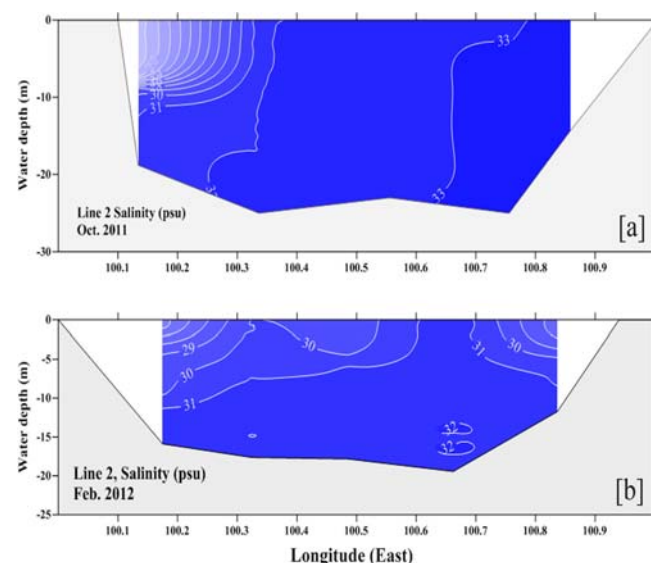 0
-10
-20
-30
Water depth (m)
30
31
33
33
Line 2 Salinity (psu)
Oct. 2011
[a]
100.1 100.2 100.3 100.4 100.5 100.6 100.7 100.8 100.9
0
-5
-10
-15
-20
-25
Water depth (m)
29
30
31
30
31
30
32
32
Line 2, Salinity (psu)
Feb. 2012
[b]
100.1 100.2 100.3 100.4 100.5 100.6 100.7 100.8 100.9
Longitude (East)